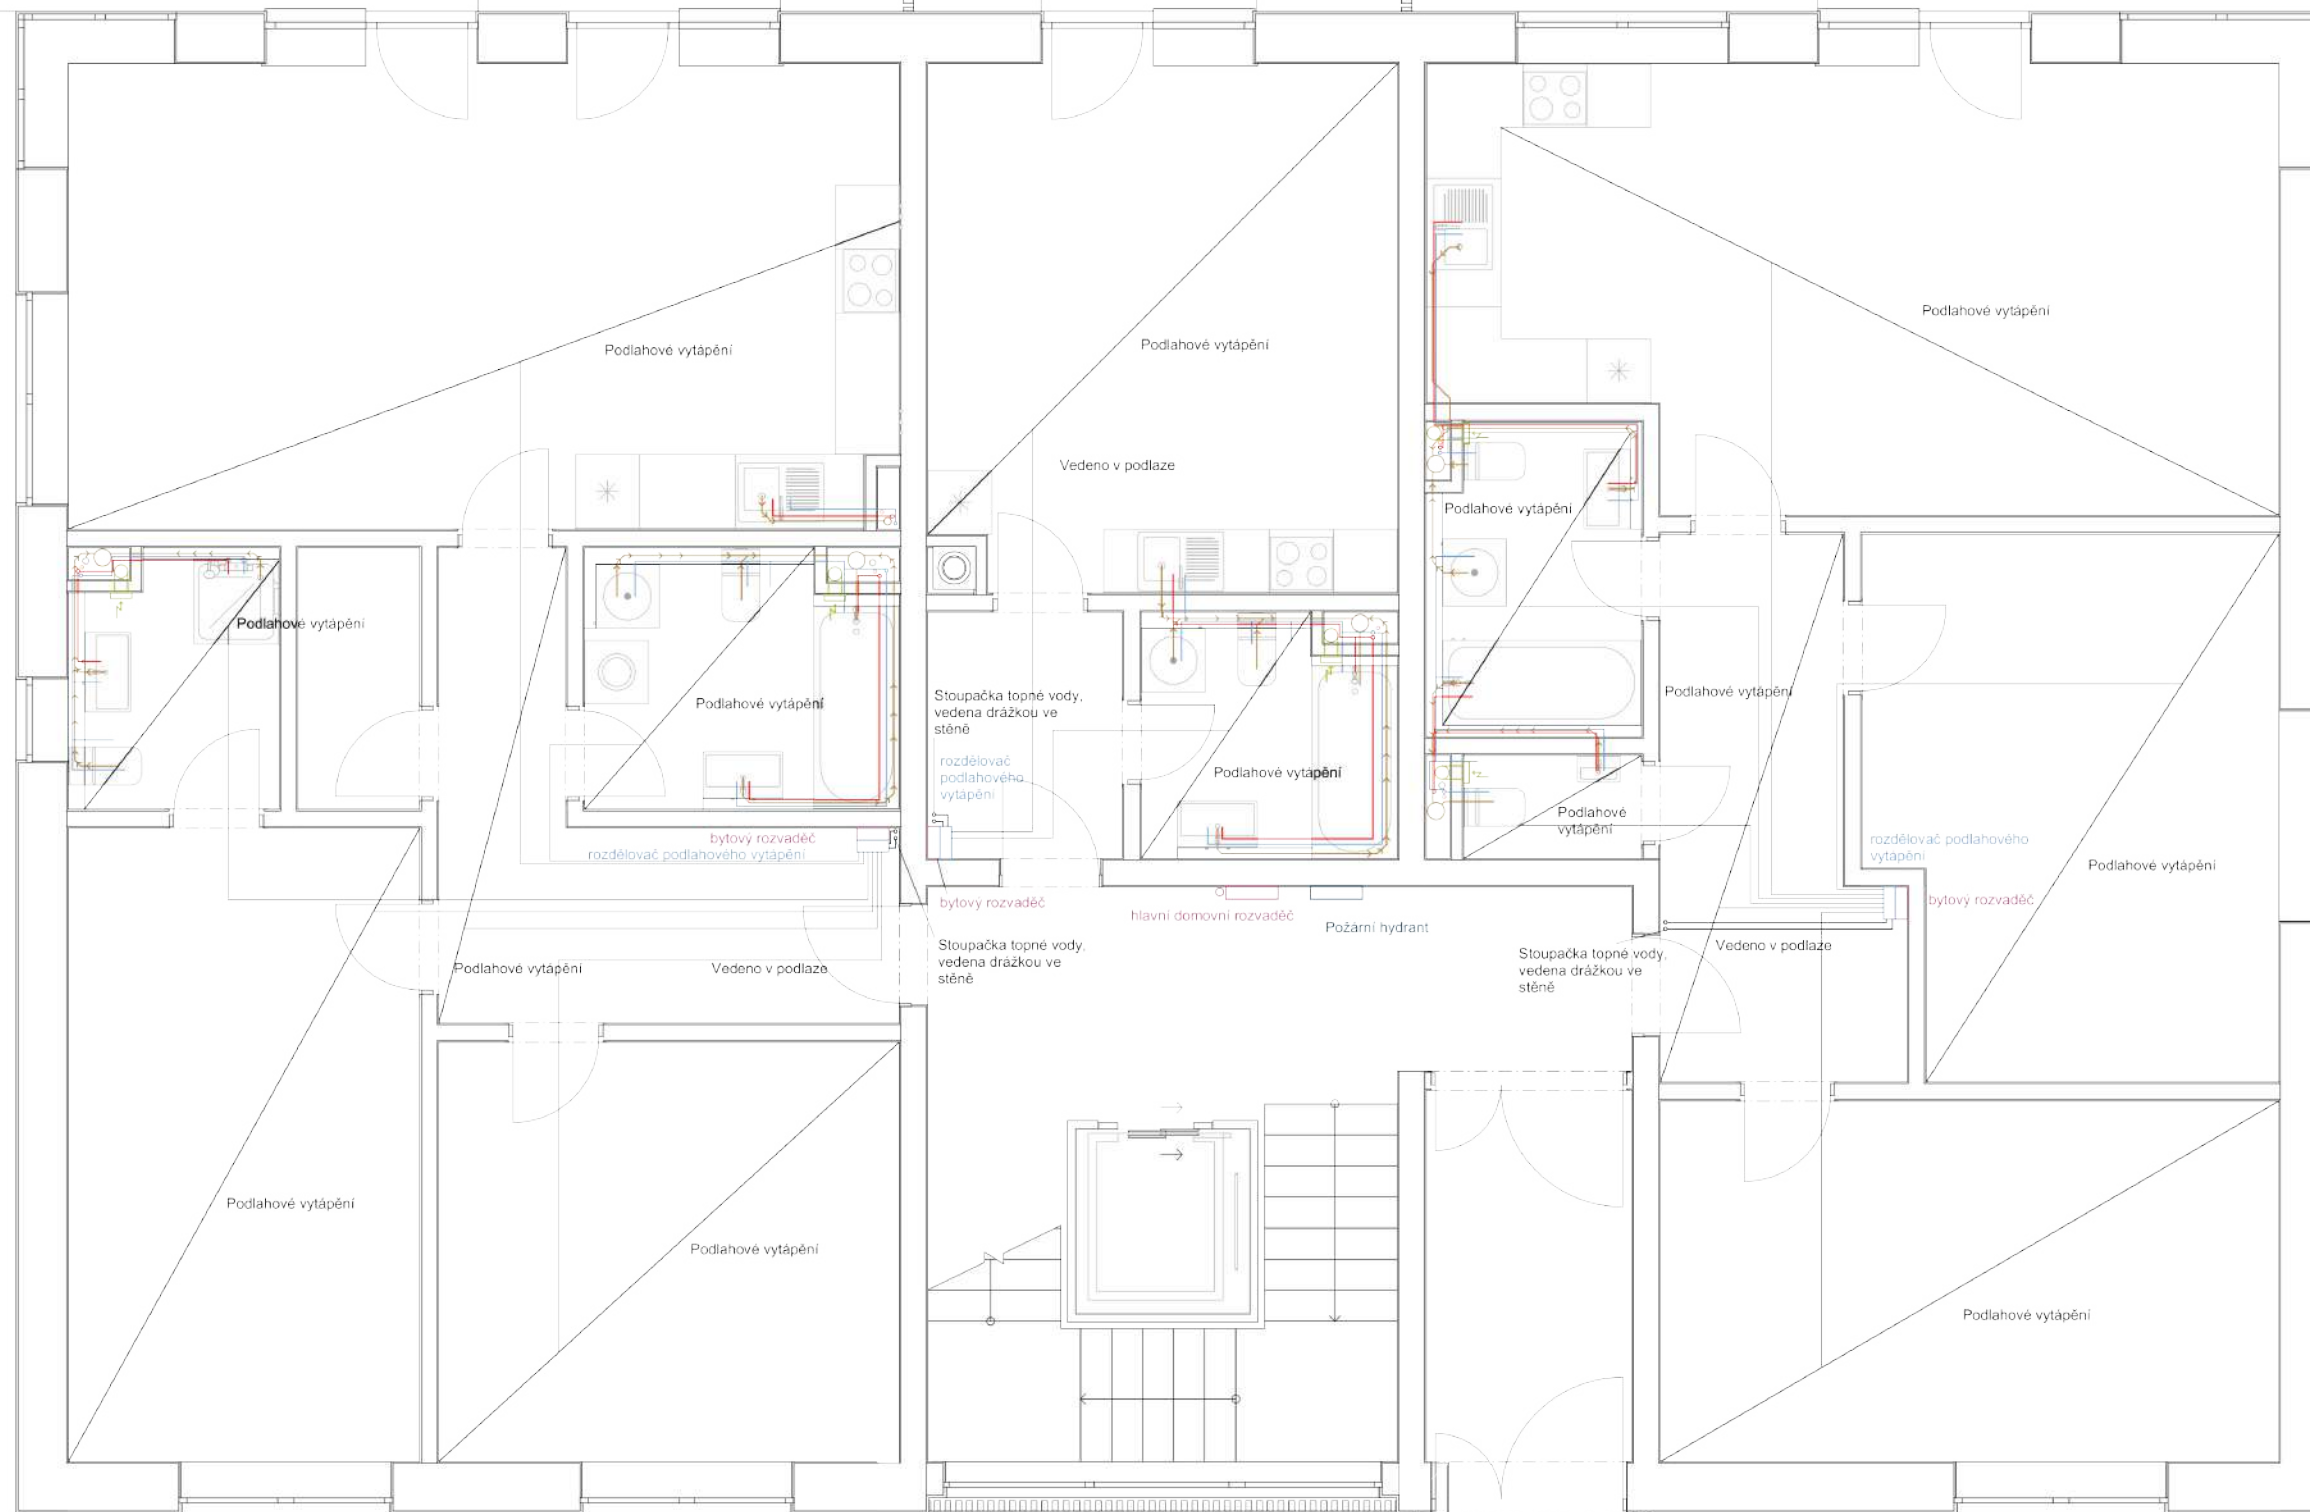 Podlahové vytápění
Podlahové vytápění
Podlahové vytápění
Vedeno v podlaze
Podlahové vytápění
Podlahové vytápění
Podlahové vytápění
Podlahové vytápění
Stoupačka topné vody,
vedena drážkou ve
stěně
rozdělovač
podlahového
vytápění
Podlahové vytápění
Podlahové
vytápění
bytový rozvaděč
rozdělovač podlahového vytápění
rozdělovač podlahového
vytápění
Podlahové vytápění
bytový rozvaděč
bytový rozvaděč
hlavní domovní rozvaděč
Požární hydrant
Stoupačka topné vody,
vedena drážkou ve
stěně
Stoupačka topné vody,
vedena drážkou ve
stěně
Vedeno v podlaze
Podlahové vytápění
Vedeno v podlaze
Podlahové vytápění
Podlahové vytápění
Podlahové vytápění
Podlahové vytápění